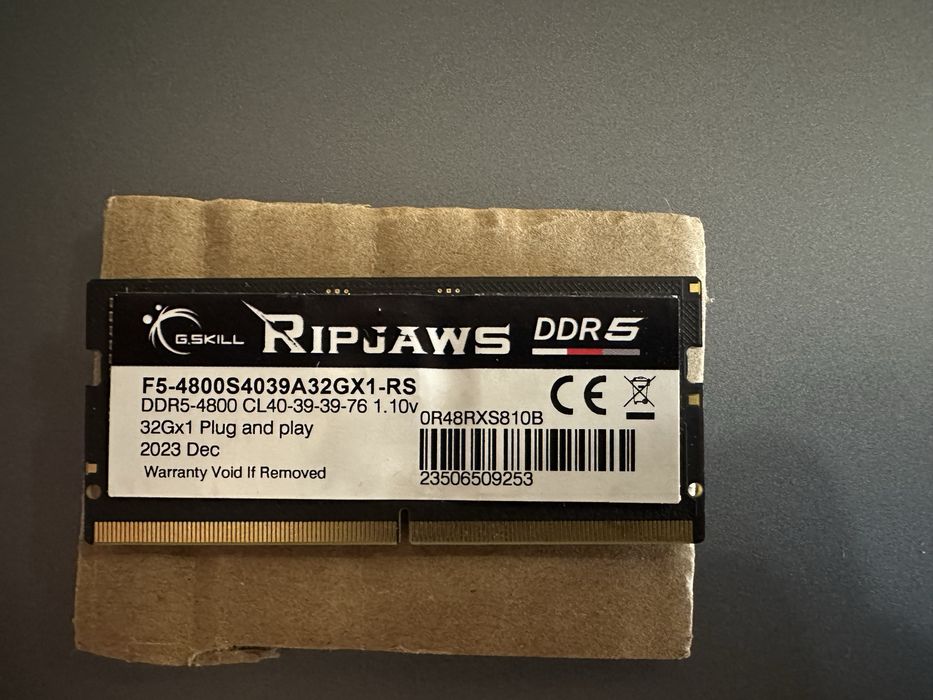 G.SKILL RIPJAWS DDR5
F5-4800S4039A32GX1-RS
DDR5-4800 CL40-39-39-76 1.10v
0R48RXS810B
32Gx1 Plug and play
2023 Dec
Warranty Void If Removed
23506509253
CE